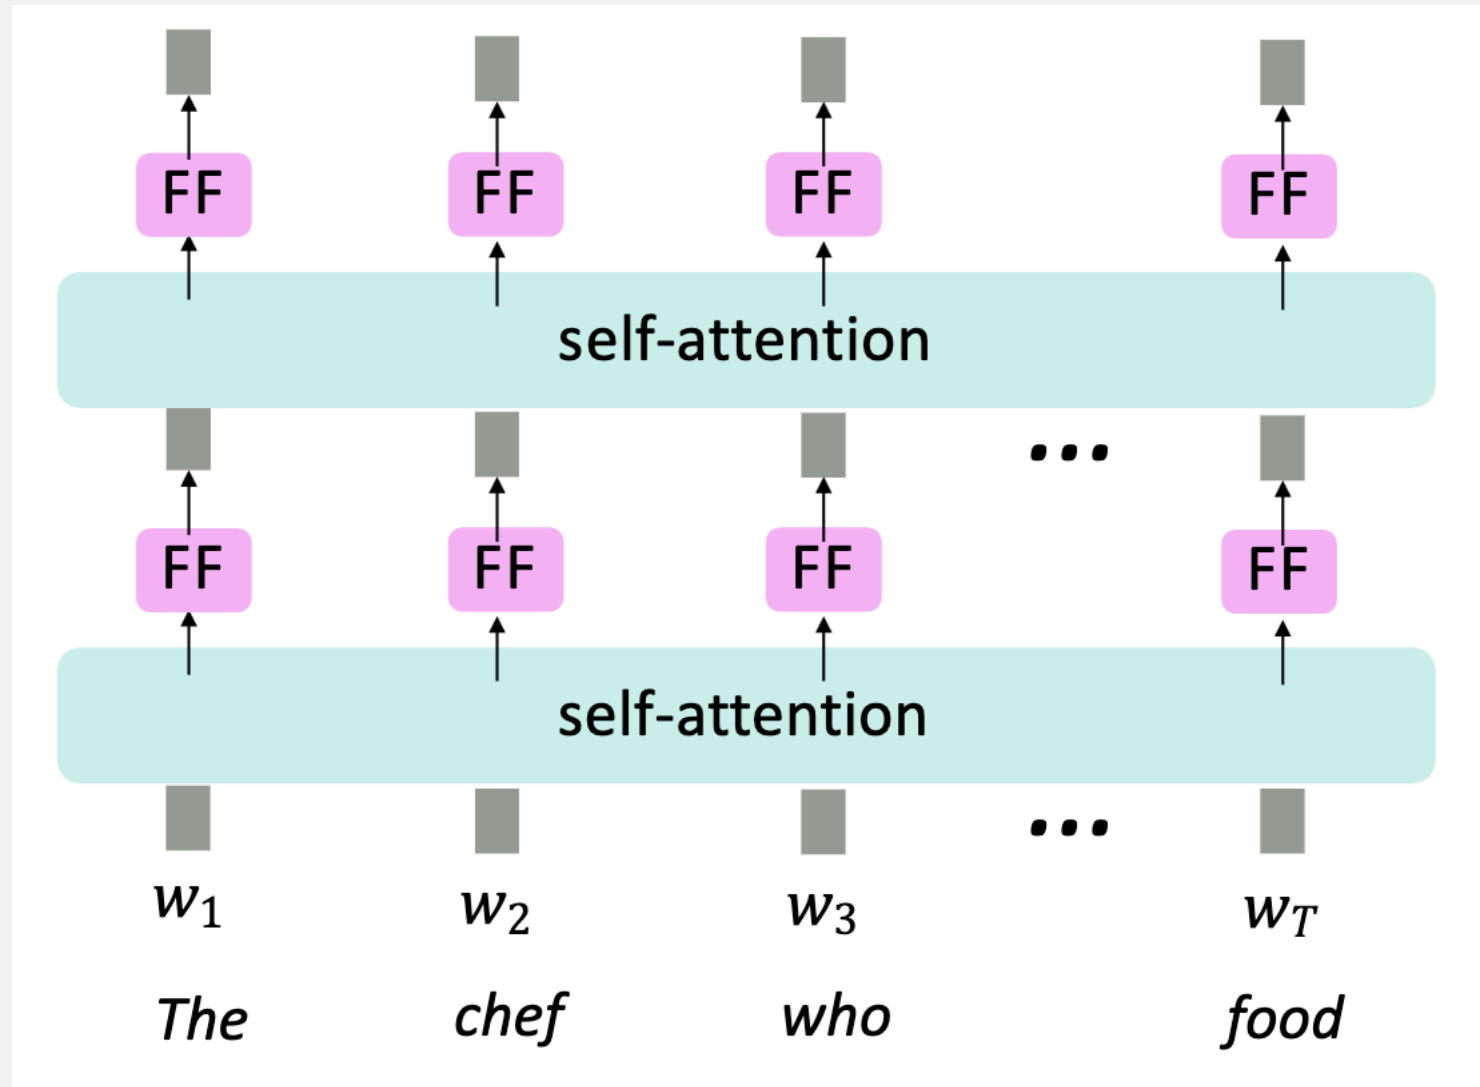 FF FF FF FF
self-attention
...
FF FF FF FF
self-attention
...
w₁ w₂ w₃ w_T
The chef who food